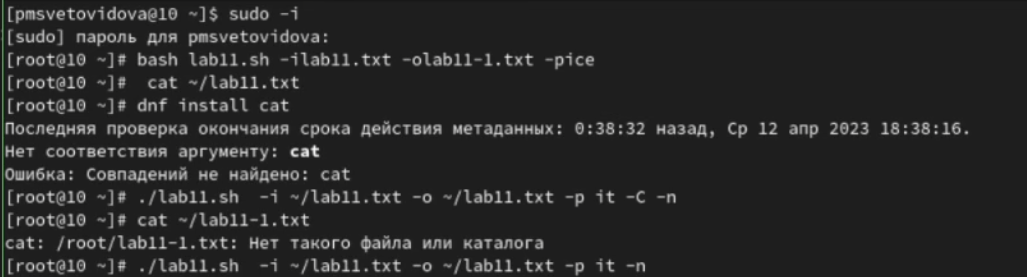 [pmsvetovidova@10 ~]$ sudo -i
[sudo] пароль для pmsvetovidova:
[root@10 ~]# bash lab11.sh -ilab11.txt -olab11-1.txt -pice
[root@10 ~]#  cat ~/lab11.txt
[root@10 ~]# dnf install cat
Последняя проверка окончания срока действия метаданных: 0:38:32 назад, Ср 12 апр 2023 18:38:16.
Нет соответствия аргументу: cat
Ошибка: Совпадений не найдено: cat
[root@10 ~]# ./lab11.sh  -i ~/lab11.txt -o ~/lab11.txt -p it -C -n
[root@10 ~]# cat ~/lab11-1.txt
cat: /root/lab11-1.txt: Нет такого файла или каталога
[root@10 ~]# ./lab11.sh  -i ~/lab11.txt -o ~/lab11.txt -p it -n